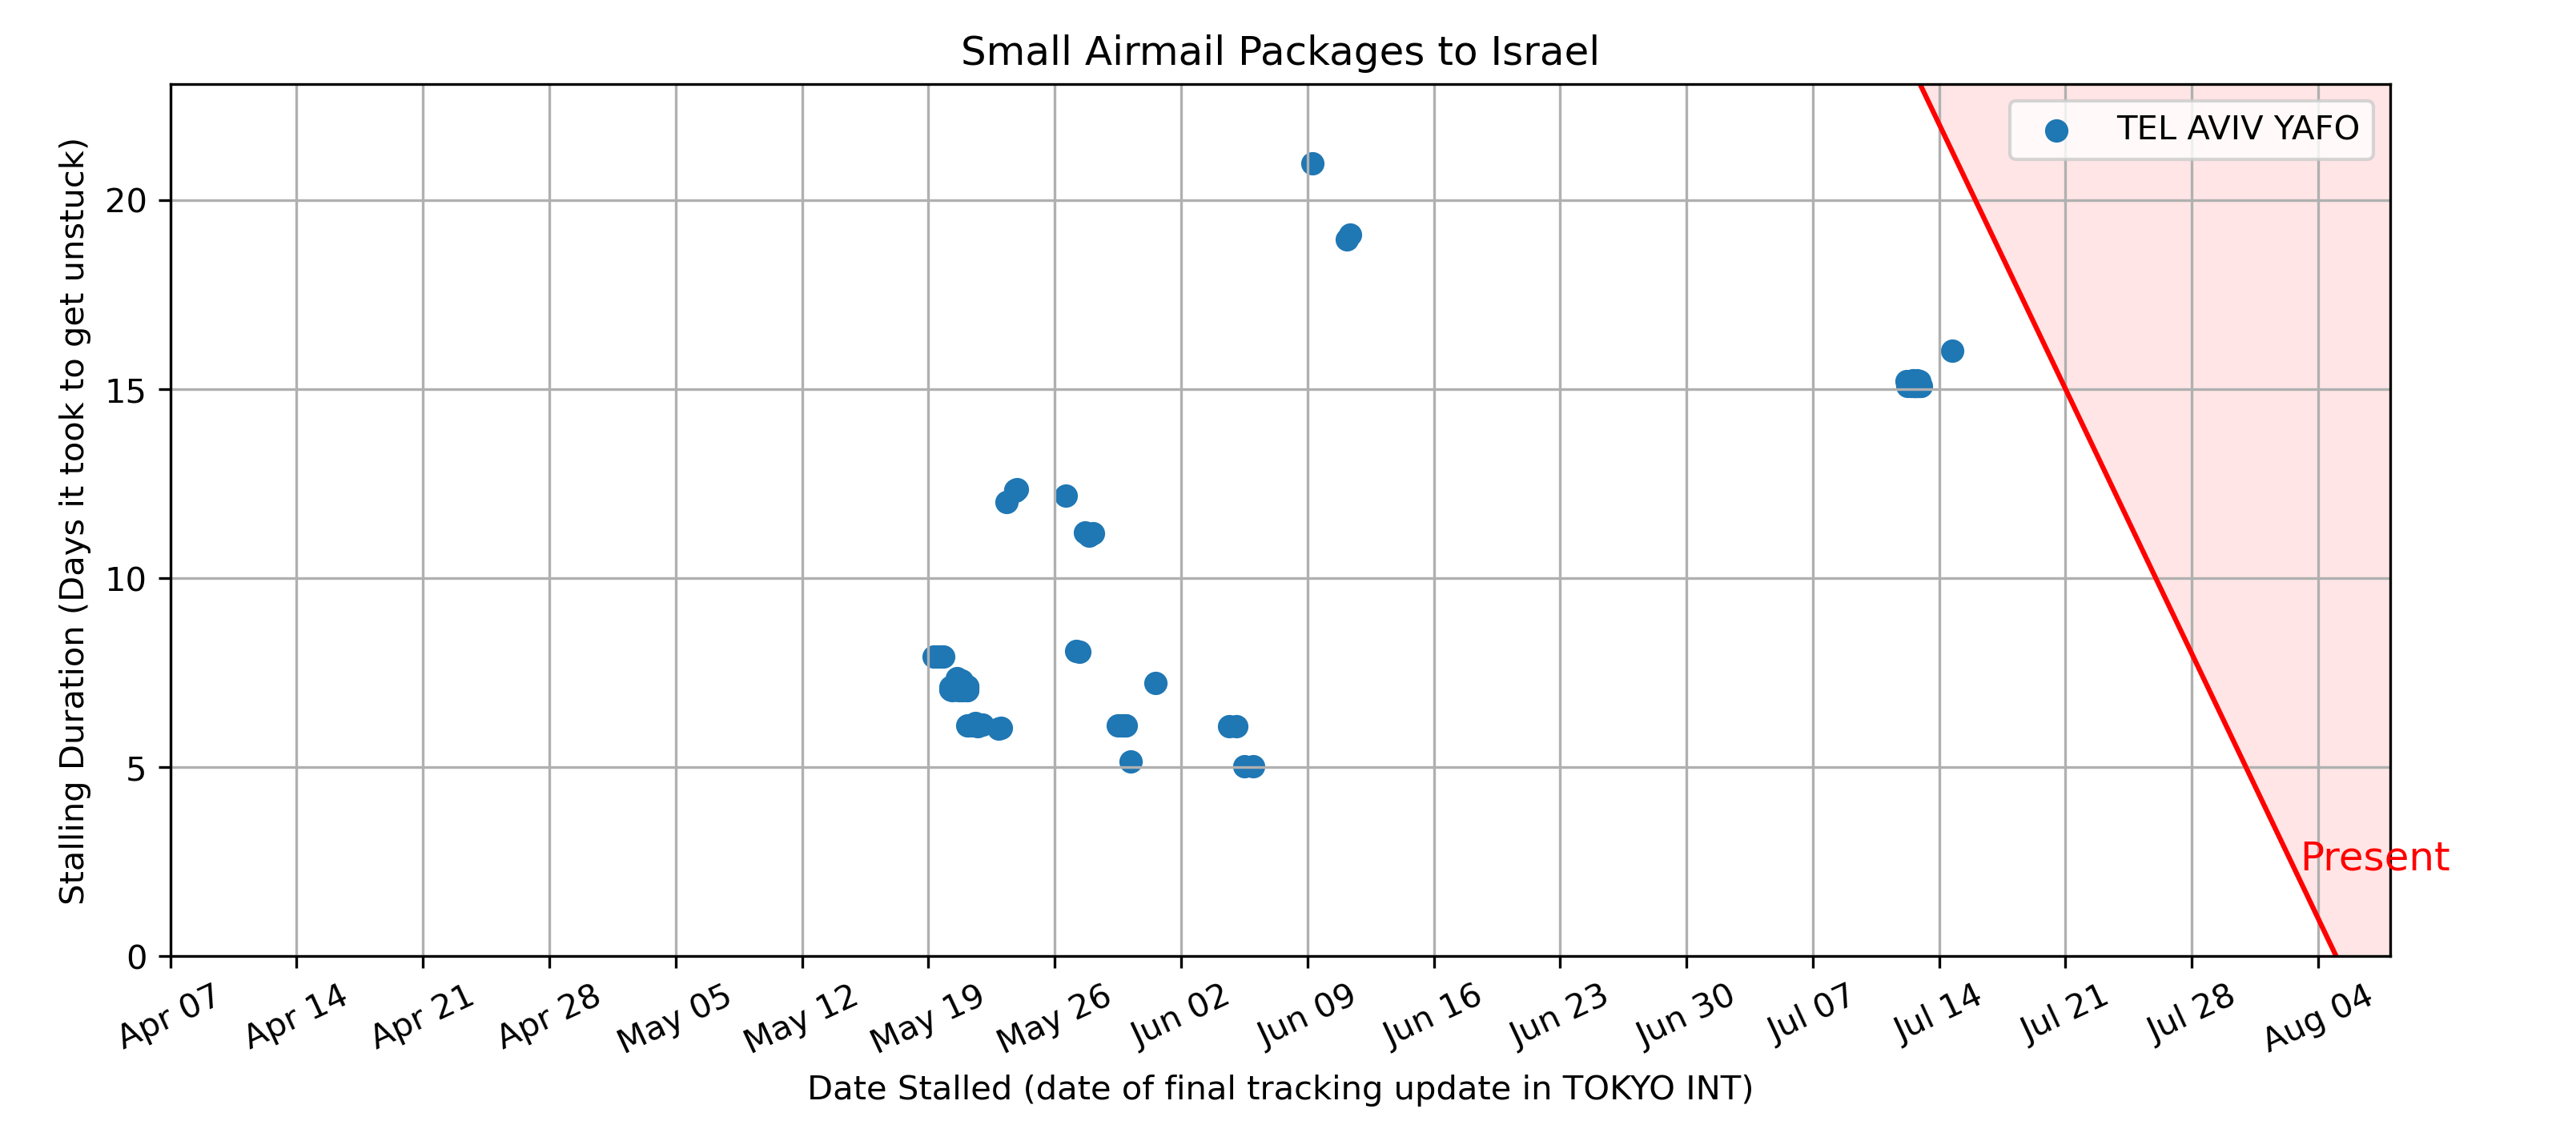 Small Airmail Packages to Israel
TEL AVIV YAFO
Stalling Duration (Days it took to get unstuck)
20
15
10
5
0
Present
Apr 07
Apr 14
Apr 21
Apr 28
May 05
May 12
May 19
May 26
Jun 02
Jun 09
Jun 16
Jun 23
Jun 30
Jul 07
Jul 14
Jul 21
Jul 28
Aug 04
Date Stalled (date of final tracking update in TOKYO INT)